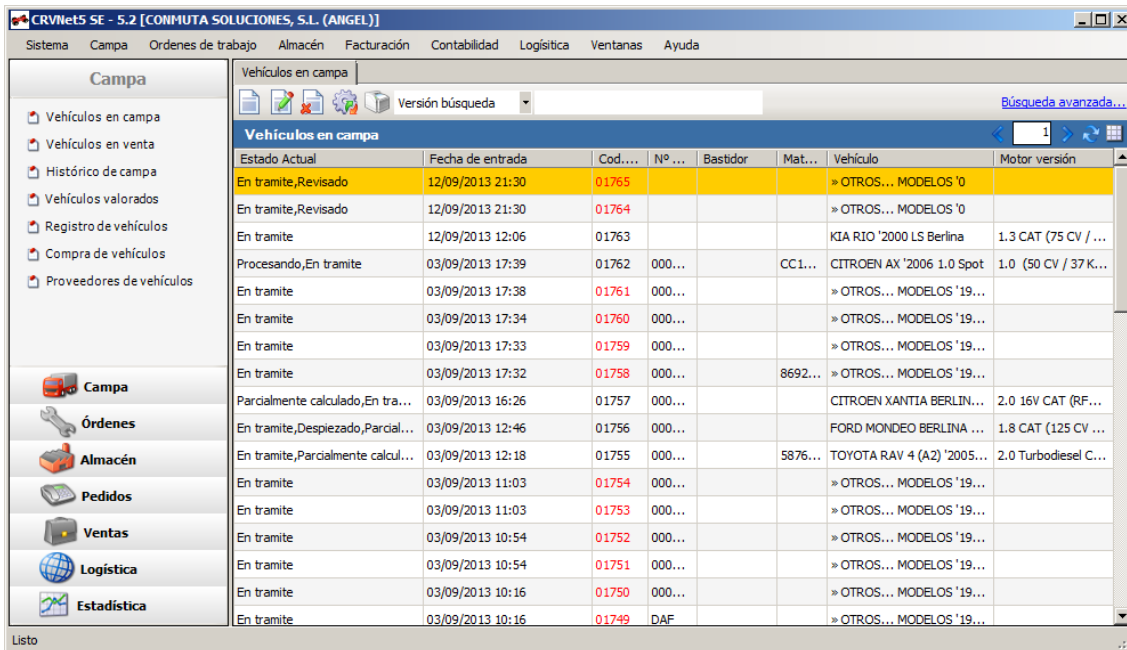 CRVNet5 SE - 5.2 [CONMUTA SOLUCIONES, S.L. (ANGEL)]
Sistema Campa Ordenes de trabajo Almacén Facturación Contabilidad Logísitica Ventanas Ayuda
Campa
Vehículos en campa
Vehículos en venta
Histórico de campa
Vehículos valorados
Registro de vehículos
Compra de vehículos
Proveedores de vehículos
Campa
Órdenes
Almacén
Pedidos
Ventas
Logística
Estadística
Vehículos en campa
Versión búsqueda Búsqueda avanzada...
Vehículos en campa 1
Estado Actual Fecha de entrada Cod.... Nº ... Bastidor Mat... Vehículo Motor versión
En tramite,Revisado 12/09/2013 21:30 01765 » OTROS... MODELOS '0
En tramite,Revisado 12/09/2013 21:30 01764 » OTROS... MODELOS '0
En tramite 12/09/2013 12:06 01763 KIA RIO '2000 LS Berlina 1.3 CAT (75 CV / ...
Procesando,En tramite 03/09/2013 17:39 01762 000... CC1... CITROEN AX '2006 1.0 Spot 1.0 (50 CV / 37 K...
En tramite 03/09/2013 17:38 01761 000... » OTROS... MODELOS '19...
En tramite 03/09/2013 17:34 01760 000... » OTROS... MODELOS '19...
En tramite 03/09/2013 17:33 01759 000... » OTROS... MODELOS '19...
En tramite 03/09/2013 17:32 01758 000... 8692... » OTROS... MODELOS '19...
Parcialmente calculado,En tra... 03/09/2013 16:26 01757 000... CITROEN XANTIA BERLIN... 2.0 16V CAT (RF...
En tramite,Despiezado,Parcial... 03/09/2013 12:46 01756 000... FORD MONDEO BERLINA ... 1.8 CAT (125 CV ...
En tramite,Parcialmente calcul... 03/09/2013 12:18 01755 000... 5876... TOYOTA RAV 4 (A2) '2005... 2.0 Turbodiesel C...
En tramite 03/09/2013 11:03 01754 000... » OTROS... MODELOS '19...
En tramite 03/09/2013 11:03 01753 000... » OTROS... MODELOS '19...
En tramite 03/09/2013 10:54 01752 000... » OTROS... MODELOS '19...
En tramite 03/09/2013 10:54 01751 000... » OTROS... MODELOS '19...
En tramite 03/09/2013 10:16 01750 000... » OTROS... MODELOS '19...
En tramite 03/09/2013 10:16 01749 DAF » OTROS... MODELOS '19...
Listo